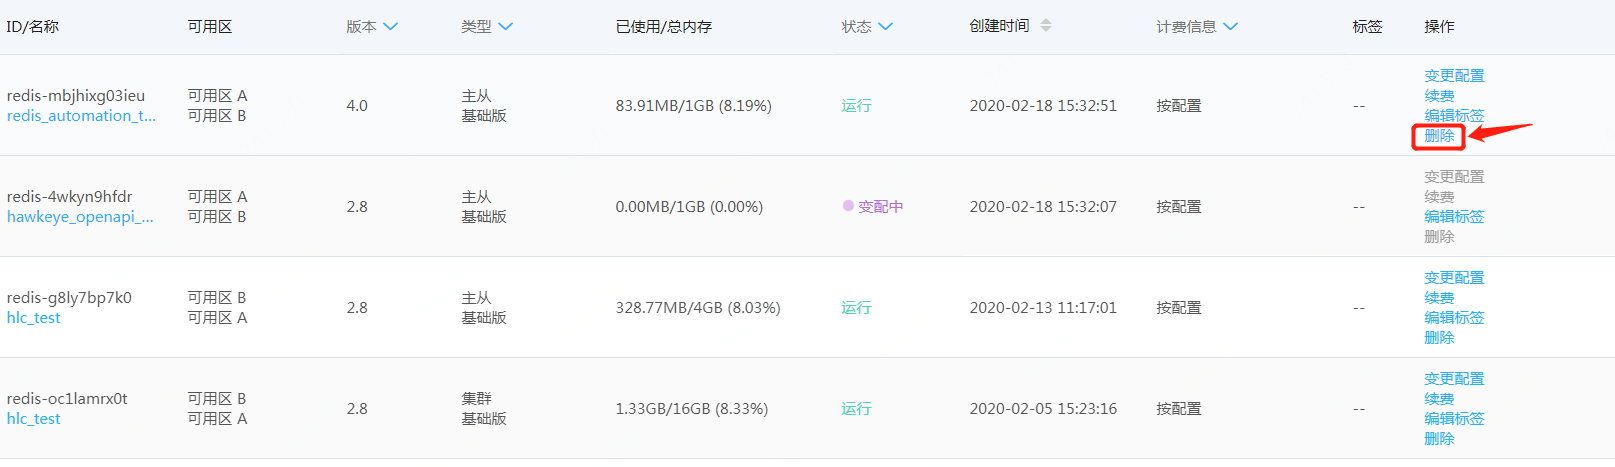 ID/名称 可用区 版本 类型 已使用/总内存 状态 创建时间 计费信息 标签 操作
redis-mbjhixg03ieu
redis_automation_t...
可用区 A
可用区 B
4.0
主从
基础版
83.91MB/1GB (8.19%)
运行
2020-02-18 15:32:51
按配置
--
变更配置
续费
编辑标签
删除
redis-4wkyn9hfdr
hawkeye_openapi_...
可用区 A
可用区 B
2.8
主从
基础版
0.00MB/1GB (0.00%)
变配中
2020-02-18 15:32:07
按配置
--
变更配置
续费
编辑标签
删除
redis-g8ly7bp7k0
hlc_test
可用区 B
可用区 A
2.8
主从
基础版
328.77MB/4GB (8.03%)
运行
2020-02-13 11:17:01
按配置
--
变更配置
续费
编辑标签
删除
redis-oc1lamrx0t
hlc_test
可用区 B
可用区 A
2.8
集群
基础版
1.33GB/16GB (8.33%)
运行
2020-02-05 15:23:16
按配置
--
变更配置
续费
编辑标签
删除